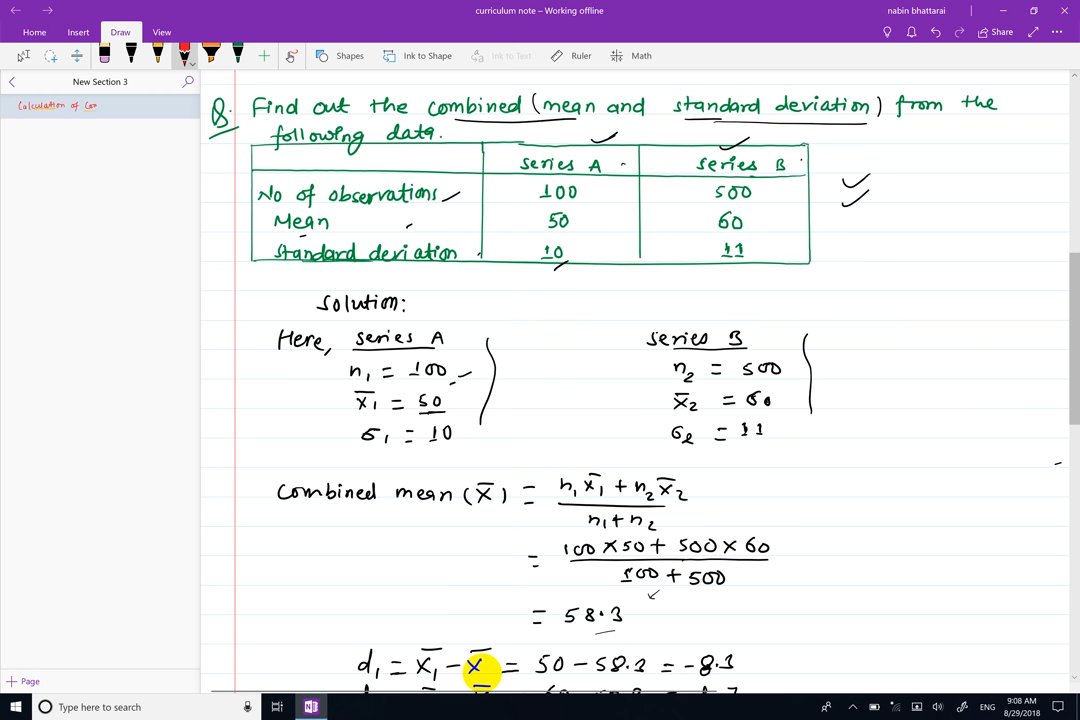 curriculum note – Working offline
nabin bhattarai
Home Insert Draw View
Share
Shapes Ink to Shape Ink to Text Ruler Math
New Section 3
Q. Find out the combined (mean and standard deviation) from the
following data.
series A series B
No of observations 100 500
Mean 50 60
Standard deviation 10 11
Solution:
Here, series A series B
n₁ = 100 n₂ = 500
x̅₁ = 50 x̅₂ = 60
σ₁ = 10 σ₂ = 11
Combined mean (x̅) = n₁x̅₁ + n₂x̅₂
n₁ + n₂
= 100 × 50 + 500 × 60
100 + 500
= 58.3
d₁ = x̅₁ – x̅ = 50 – 58.3 = –8.3
Page
Type here to search
ENG
9:08 AM
8/29/2018